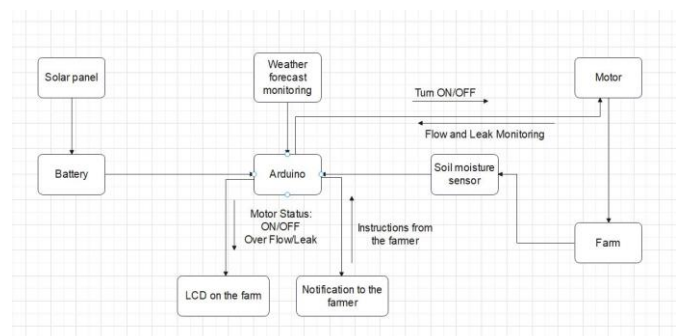 Solar panel
Weather
forecast
monitoring
Motor
Turn ON/OFF
Flow and Leak Monitoring
Battery
Arduino
Soil moisture
sensor
Motor Status:
ON/OFF
Over Flow/Leak
Instructions from
the farmer
Farm
LCD on the farm
Notification to the
farmer